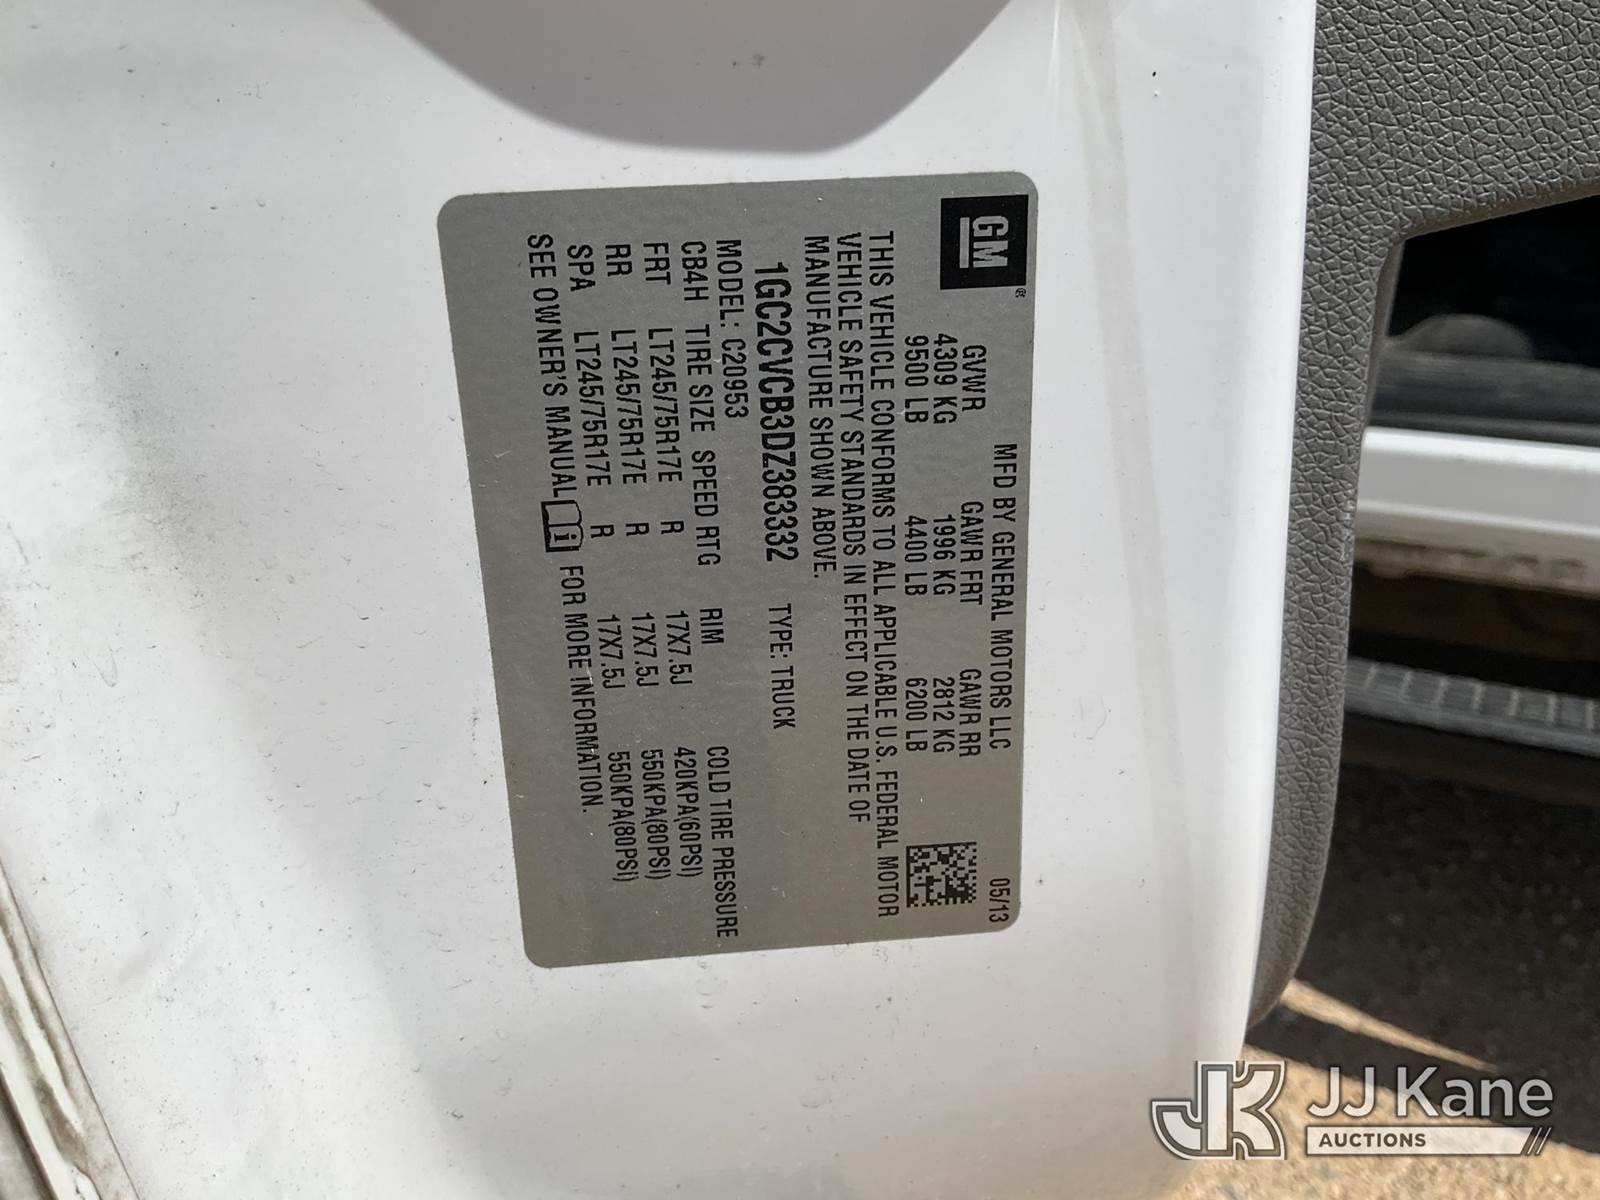 GM®
MFD BY GENERAL MOTORS LLC 05/13
GVWR GAWR FRT GAWR RR
4309 KG 1996 KG 2812 KG
9500 LB 4400 LB 6200 LB
THIS VEHICLE CONFORMS TO ALL APPLICABLE U.S. FEDERAL MOTOR
VEHICLE SAFETY STANDARDS IN EFFECT ON THE DATE OF
MANUFACTURE SHOWN ABOVE.
1GC2CVCB3DZ383332 TYPE: TRUCK
MODEL: C20953
CB4H TIRE SIZE SPEED RTG RIM COLD TIRE PRESSURE
FRT LT245/75R17E R 17X7.5J 420KPA(60PSI)
RR LT245/75R17E R 17X7.5J 550KPA(80PSI)
SPA LT245/75R17E R 17X7.5J 550KPA(80PSI)
SEE OWNER'S MANUAL i FOR MORE INFORMATION.
JK JJ Kane
AUCTIONS